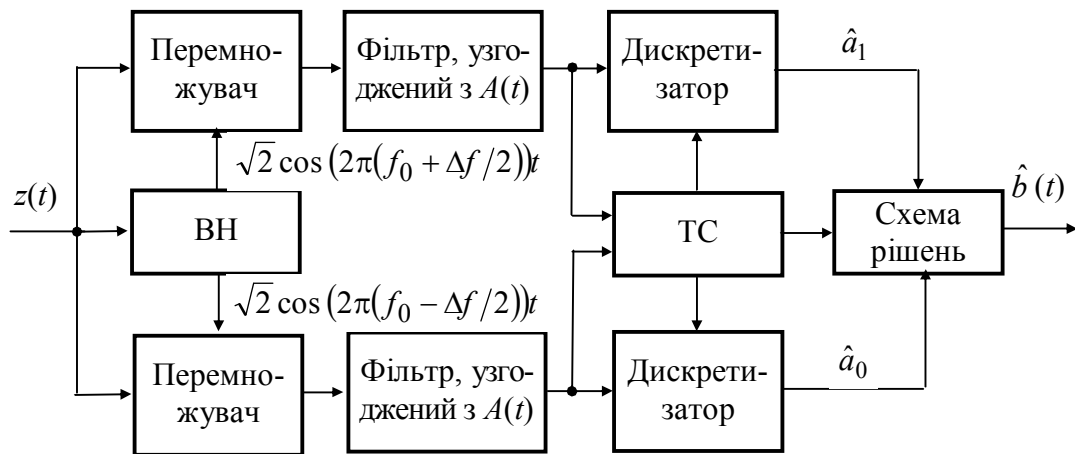 Перемно-
жувач
Фільтр, узго-
джений з A(t)
Дискрети-
затор
â₁
√2 cos (2π(f₀ + Δf/2))t
z(t)
ВН
ТС
Схема
рішень
b̂ (t)
√2 cos (2π(f₀ − Δf/2))t
Перемно-
жувач
Фільтр, узго-
джений з A(t)
Дискрети-
затор
â₀